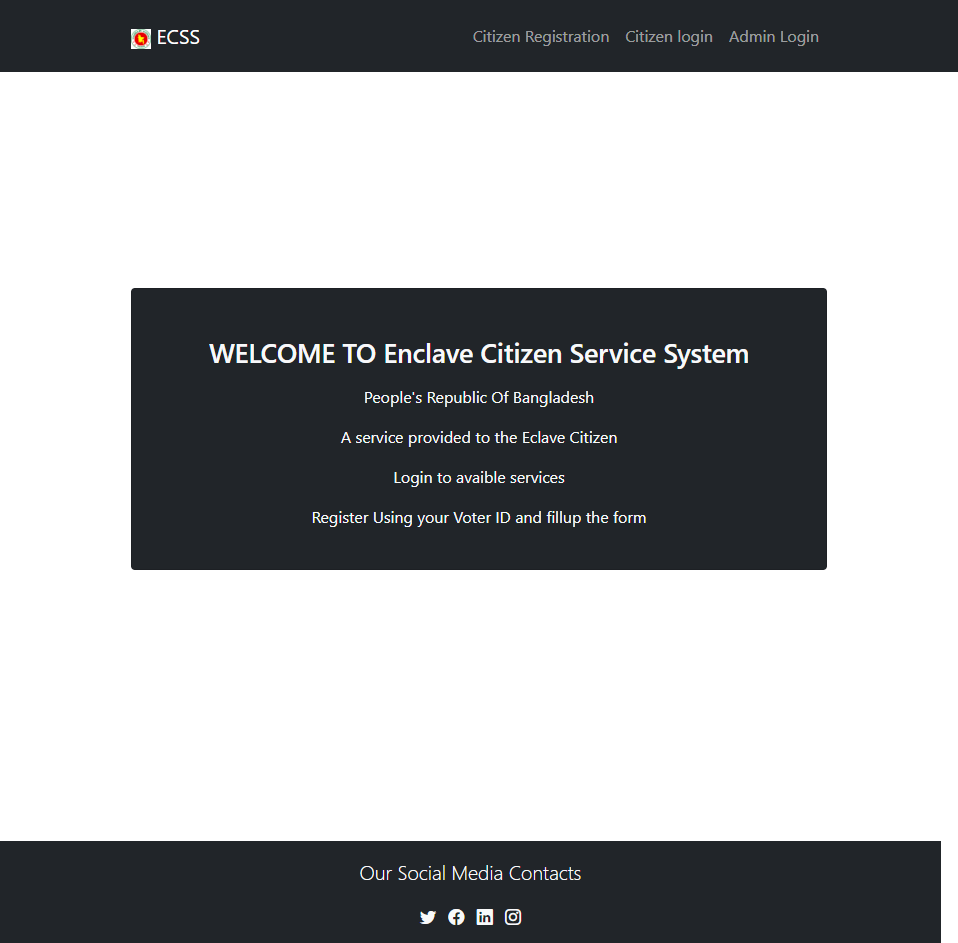 ECSS
Citizen Registration
Citizen login
Admin Login
WELCOME TO Enclave Citizen Service System
People's Republic Of Bangladesh
A service provided to the Eclave Citizen
Login to avaible services
Register Using your Voter ID and fillup the form
Our Social Media Contacts